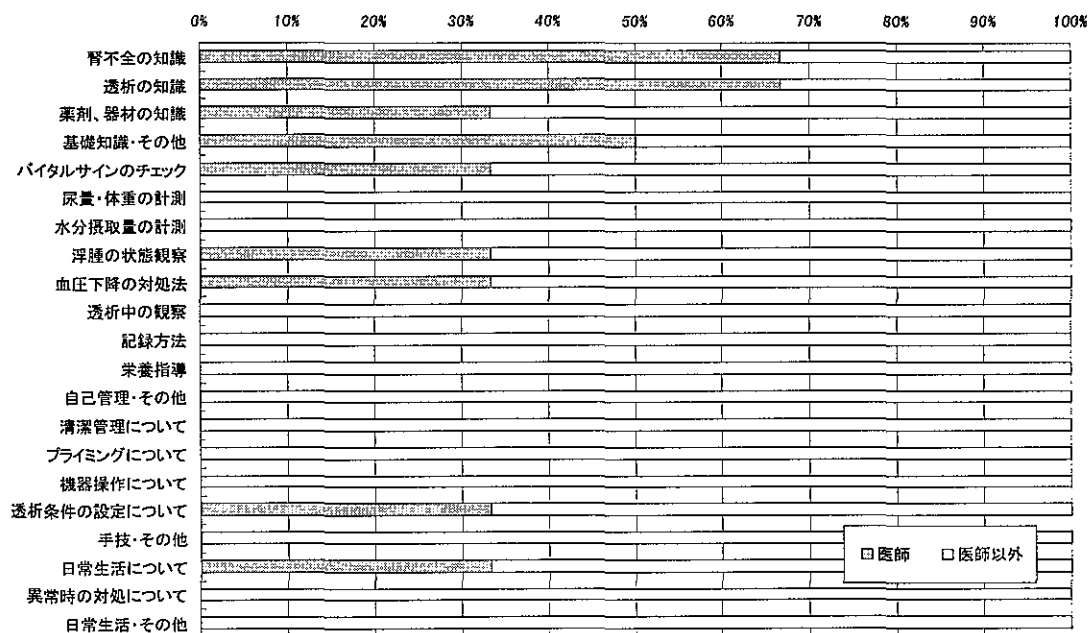 0% 10% 20% 30% 40% 50% 60% 70% 80% 90% 100%
腎不全の知識
透析の知識
薬剤、器材の知識
基礎知識・その他
バイタルサインのチェック
尿量・体重の計測
水分摂取量の計測
浮腫の状態観察
血圧下降の対処法
透析中の観察
記録方法
栄養指導
自己管理・その他
清潔管理について
プライミングについて
機器操作について
透析条件の設定について
手技・その他
日常生活について
異常時の対処について
日常生活・その他
医師 医師以外